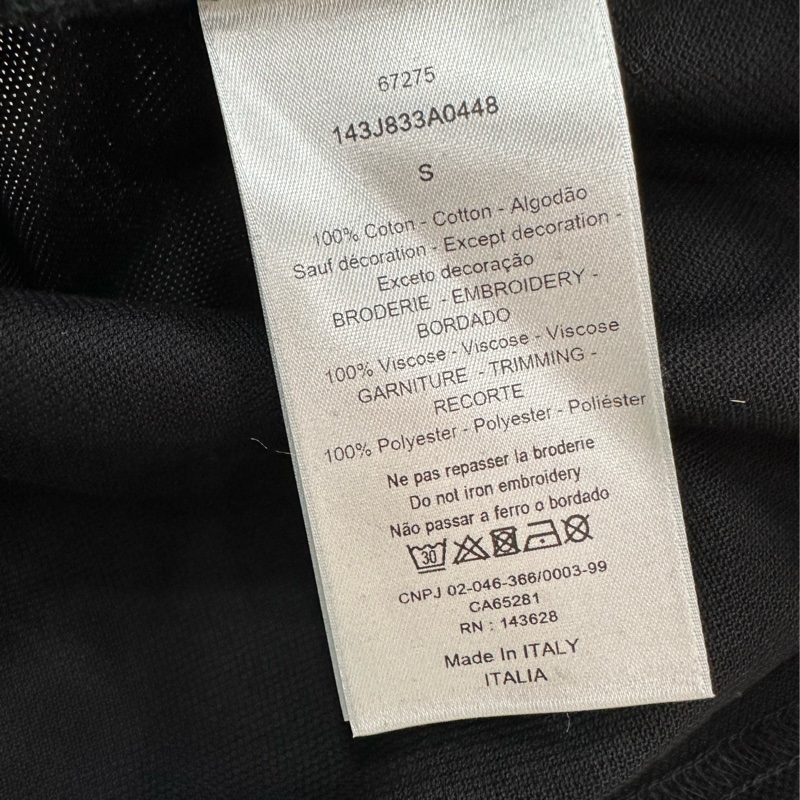 67275
143J833A0448
S
100% Coton - Cotton - Algodão
Sauf décoration - Except decoration -
Exceto decoração
BRODERIE - EMBROIDERY -
BORDADO
100% Viscose - Viscose - Viscose
GARNITURE - TRIMMING -
RECORTE
100% Polyester - Polyester - Poliéster
Ne pas repasser la broderie
Do not iron embroidery
Não passar a ferro o bordado
30
CNPJ 02-046-366/0003-99
CA65281
RN : 143628
Made In ITALY
ITALIA